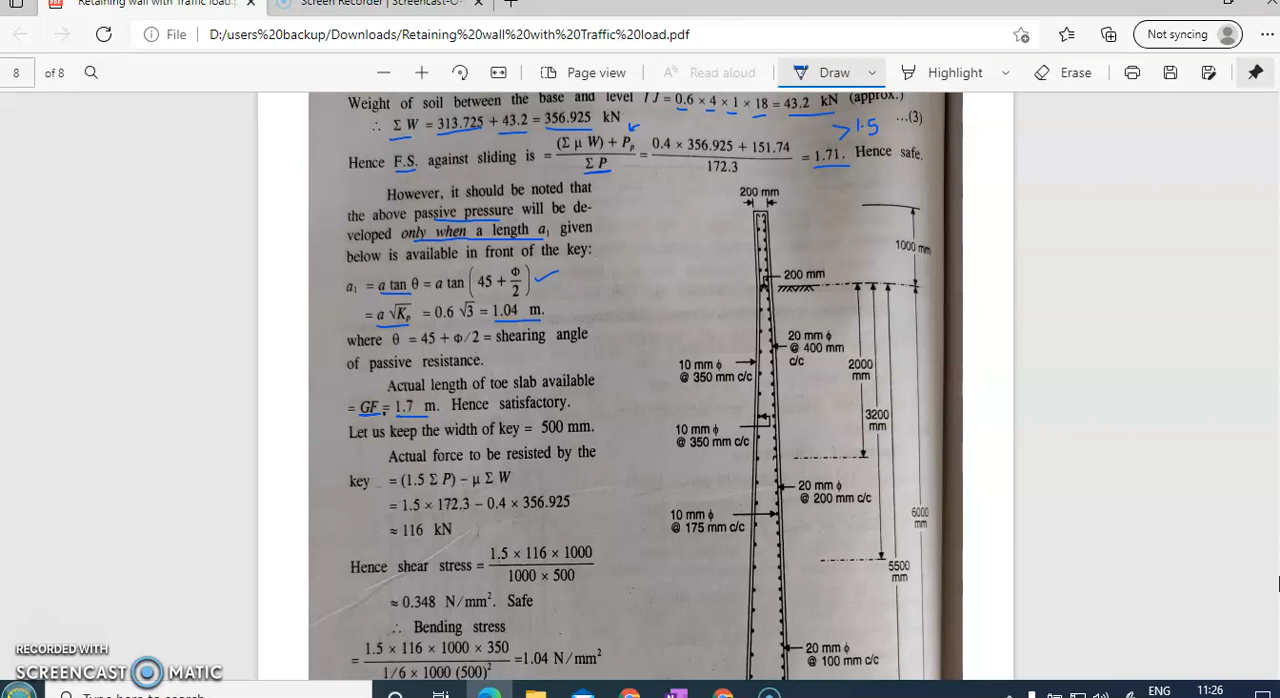 Retaining wall with Traffic load.
Screen Recorder | Screencast-O-
File D:/users%20backup/Downloads/Retaining%20wall%20with%20Traffic%20load.pdf
Not syncing
8 of 8 Page view Read aloud Draw Highlight Erase
Weight of soil between the base and level IJ = 0.6 × 4 × 1 × 18 = 43.2 kN (approx.)
∴ Σ W = 313.725 + 43.2 = 356.925 kN ...(3)
>1.5
Hence F.S. against sliding is = (Σ μ W) + Pp / Σ P = 0.4 × 356.925 + 151.74 / 172.3 = 1.71. Hence safe.
However, it should be noted that
the above passive pressure will be de-
veloped only when a length a₁ given
below is available in front of the key:
a₁ = a tan θ = a tan (45 + Φ/2)
= a √Kp = 0.6 √3 = 1.04 m.
where θ = 45 + Φ/2 = shearing angle
of passive resistance.
Actual length of toe slab available
= GF = 1.7 m. Hence satisfactory.
Let us keep the width of key = 500 mm.
Actual force to be resisted by the
key = (1.5 Σ P) − μ Σ W
= 1.5 × 172.3 − 0.4 × 356.925
≈ 116 kN
Hence shear stress = 1.5 × 116 × 1000 / 1000 × 500
≈ 0.348 N/mm². Safe
∴ Bending stress
= 1.5 × 116 × 1000 × 350 / 1/6 × 1000 (500)² =1.04 N/mm²
200 mm
1000 mm
200 mm
20 mm ϕ
@ 400 mm
c/c
10 mm ϕ
@ 350 mm c/c
2000
mm
3200
mm
10 mm ϕ
@ 350 mm c/c
20 mm ϕ
@ 200 mm c/c
10 mm ϕ
@ 175 mm c/c
6000
mm
5500
mm
20 mm ϕ
@ 100 mm c/c
RECORDED WITH
SCREENCAST MATIC
Type here to search
ENG 11:26